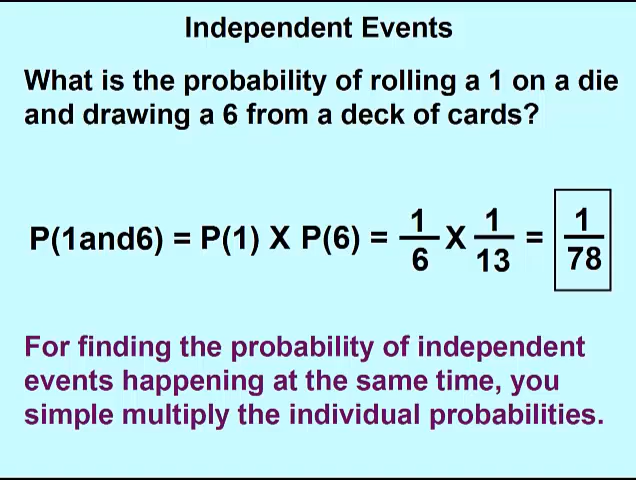 Independent Events
What is the probability of rolling a 1 on a die
and drawing a 6 from a deck of cards?
P(1and6) = P(1) X P(6) = 1/6 X 1/13 = 1/78
For finding the probability of independent
events happening at the same time, you
simple multiply the individual probabilities.